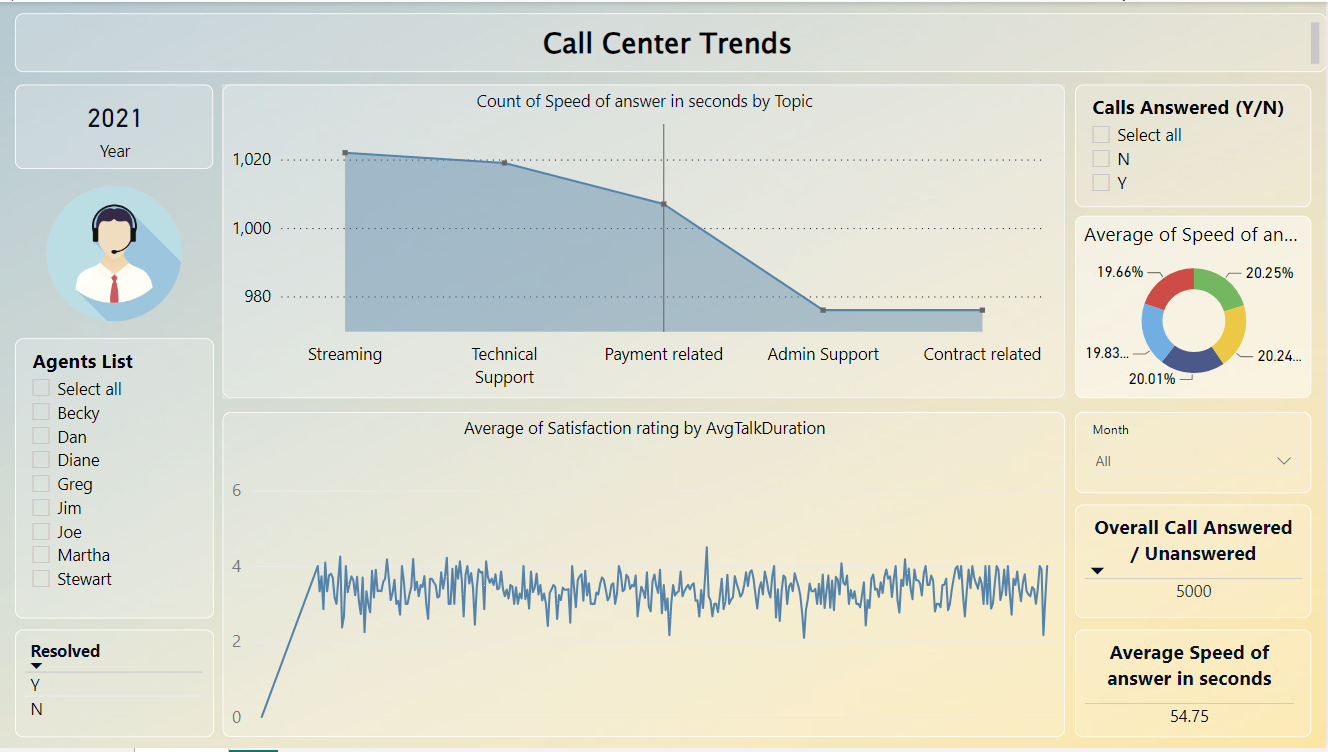 Call Center Trends
2021
Year
Agents List
Select all
Becky
Dan
Diane
Greg
Jim
Joe
Martha
Stewart
Resolved
Y
N
Count of Speed of answer in seconds by Topic
1,020
1,000
980
Streaming
Technical
Support
Payment related
Admin Support
Contract related
Average of Satisfaction rating by AvgTalkDuration
6
4
2
0
Calls Answered (Y/N)
Select all
N
Y
Average of Speed of an...
19.66%
20.25%
19.83...
20.24...
20.01%
Month
All
Overall Call Answered
/ Unanswered
5000
Average Speed of
answer in seconds
54.75